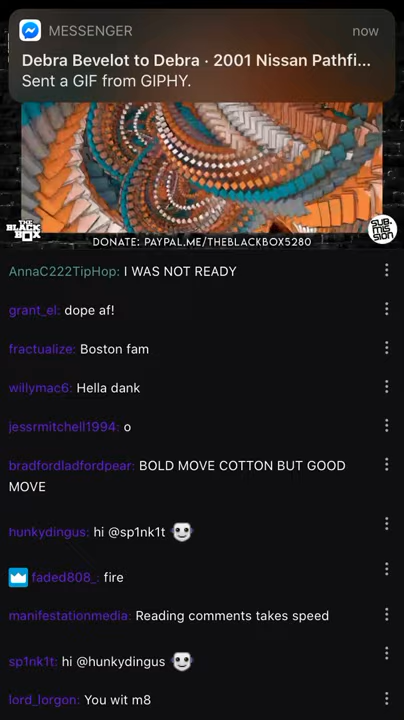 MESSENGER now
Debra Bevelot to Debra · 2001 Nissan Pathfi...
Sent a GIF from GIPHY.
THE BLACK BOX
SUB.MISSION
DONATE: PAYPAL.ME/THEBLACKBOX5280
AnnaC222TipHop: I WAS NOT READY
grant_el: dope af!
fractualize: Boston fam
willymac6: Hella dank
jessrmitchell1994: o
bradfordladfordpear: BOLD MOVE COTTON BUT GOOD
MOVE
hunkydingus: hi @sp1nk1t
faded808_: fire
manifestationmedia: Reading comments takes speed
sp1nk1t: hi @hunkydingus
lord_lorgon: You wit m8